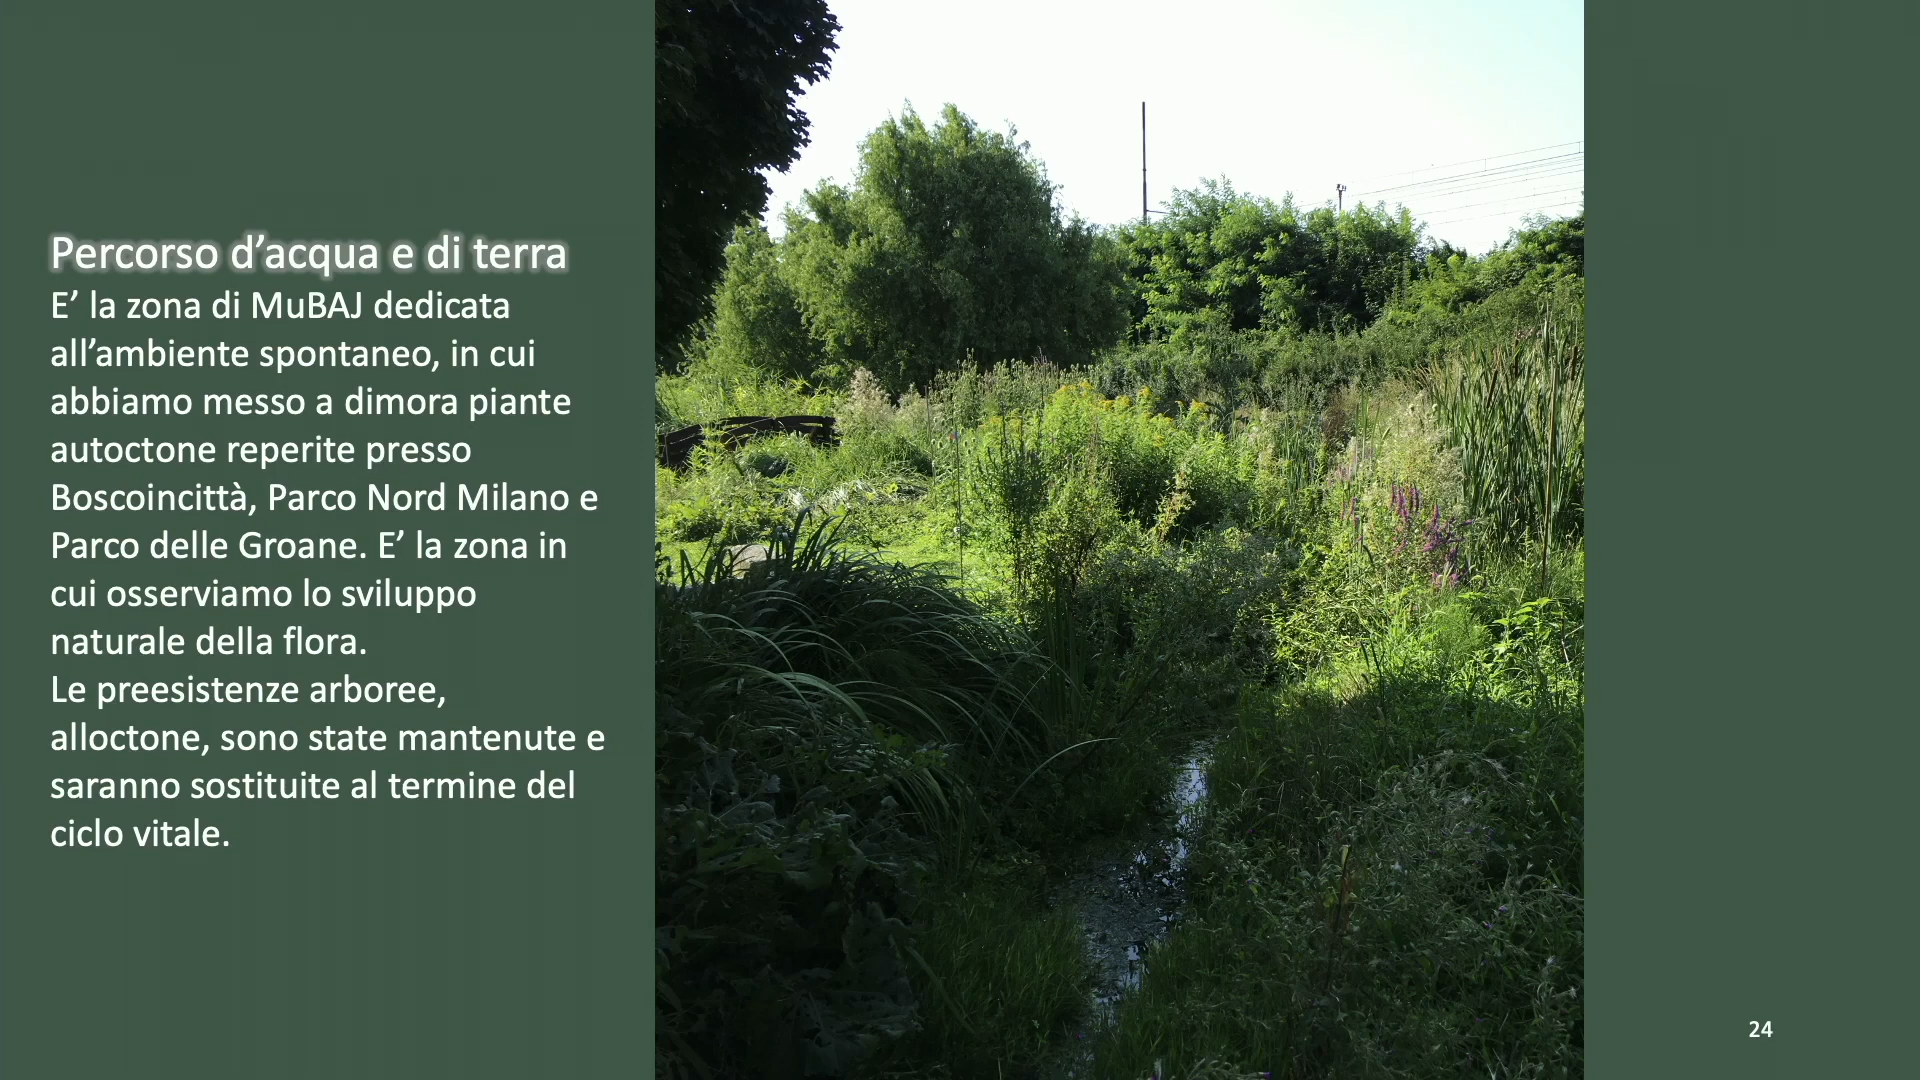 Percorso d’acqua e di terra
E’ la zona di MuBAJ dedicata
all’ambiente spontaneo, in cui
abbiamo messo a dimora piante
autoctone reperite presso
Boscoincittà, Parco Nord Milano e
Parco delle Groane. E’ la zona in
cui osserviamo lo sviluppo
naturale della flora.
Le preesistenze arboree,
alloctone, sono state mantenute e
saranno sostituite al termine del
ciclo vitale.
24